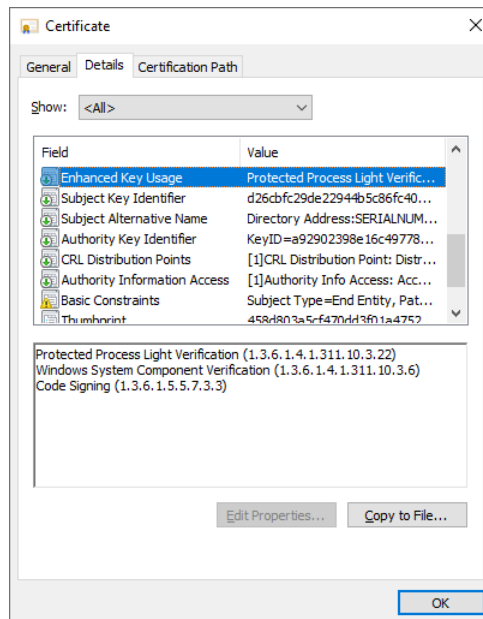 Certificate
General Details Certification Path
Show: <All>
Field Value
Enhanced Key Usage Protected Process Light Verific...
Subject Key Identifier d26cbfc29de22944b5c86fc40...
Subject Alternative Name Directory Address:SERIALNUM...
Authority Key Identifier KeyID=a92902398e16c49778...
CRL Distribution Points [1]CRL Distribution Point: Distr...
Authority Information Access [1]Authority Info Access: Acc...
Basic Constraints Subject Type=End Entity, Pat...
Thumbprint 458d803a5cf470dd3f01a4752
Protected Process Light Verification (1.3.6.1.4.1.311.10.3.22)
Windows System Component Verification (1.3.6.1.4.1.311.10.3.6)
Code Signing (1.3.6.1.5.5.7.3.3)
Edit Properties... Copy to File...
OK